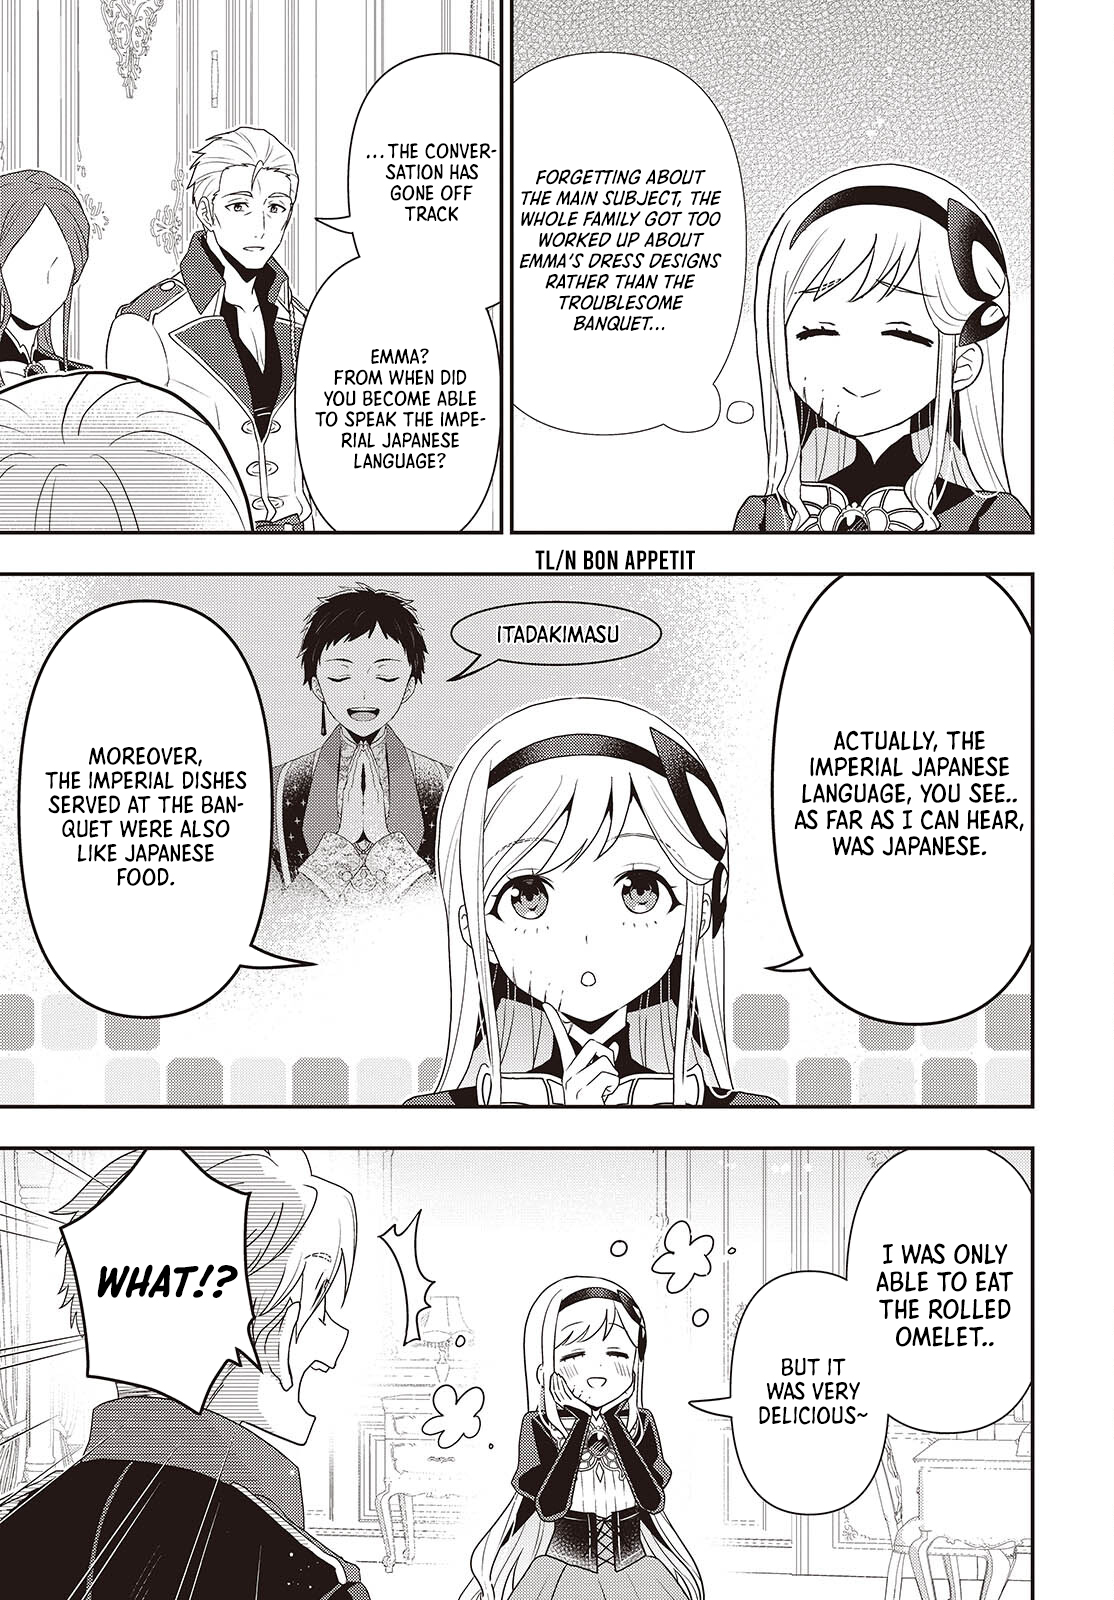 FORGETTING ABOUT
THE MAIN SUBJECT, THE
WHOLE FAMILY GOT TOO
WORKED UP ABOUT
EMMA'S DRESS DESIGNS
RATHER THAN THE
TROUBLESOME
BANQUET...
...THE CONVER-
SATION HAS
GONE OFF
TRACK
EMMA?
FROM WHEN DID
YOU BECOME ABLE
TO SPEAK THE IMPE-
RIAL JAPANESE
LANGUAGE?
TL/N BON APPETIT
ACTUALLY, THE
IMPERIAL JAPANESE
LANGUAGE, YOU SEE..
AS FAR AS I CAN HEAR,
WAS JAPANESE.
ITADAKIMASU
MOREOVER,
THE IMPERIAL DISHES
SERVED AT THE BAN-
QUET WERE ALSO
LIKE JAPANESE
FOOD.
I WAS ONLY
ABLE TO EAT
THE ROLLED
OMELET..
BUT IT
WAS VERY
DELICIOUS~
WHAT!?